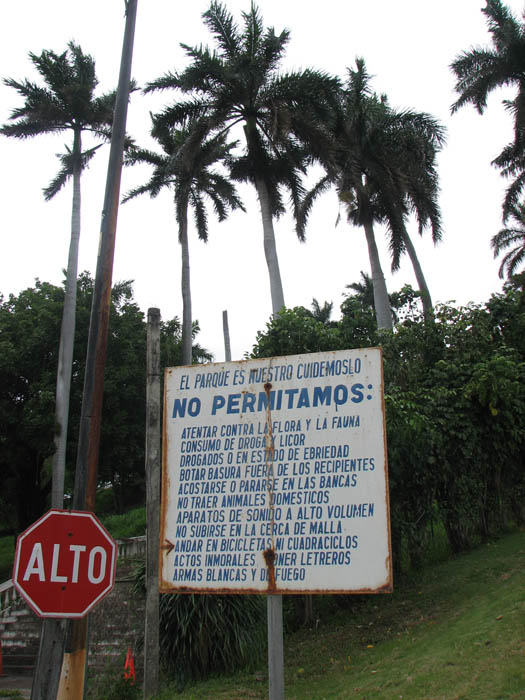 EL PARQUE ES NUESTRO CUIDEMOSLO
NO PERMITAMOS:
ATENTAR CONTRA LA FLORA Y LA FAUNA
CONSUMO DE DROGA / LICOR
DROGADOS O EN ESTADO DE EBRIEDAD
BOTAR BASURA FUERA DE LOS RECIPIENTES
ACOSTARSE O PARARSE EN LAS BANCAS
NO TRAER ANIMALES DOMESTICOS
APARATOS DE SONIDO A ALTO VOLUMEN
NO SUBIRSE EN LA CERCA DE MALLA
ANDAR EN BICICLETAS NI CUADRACICLOS
ACTOS INMORALES PONER LETREROS
ARMAS BLANCAS Y DE FUEGO
ALTO